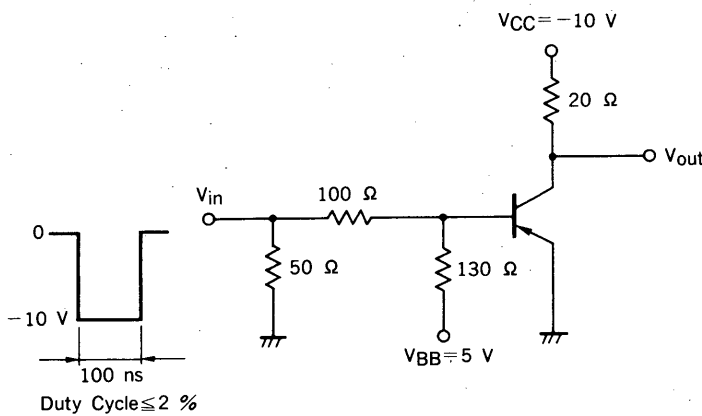 VCC=−10 V
20 Ω
Vout
Vin
100 Ω
0
50 Ω
130 Ω
−10 V
VBB=5 V
100 ns
Duty Cycle≦2 %